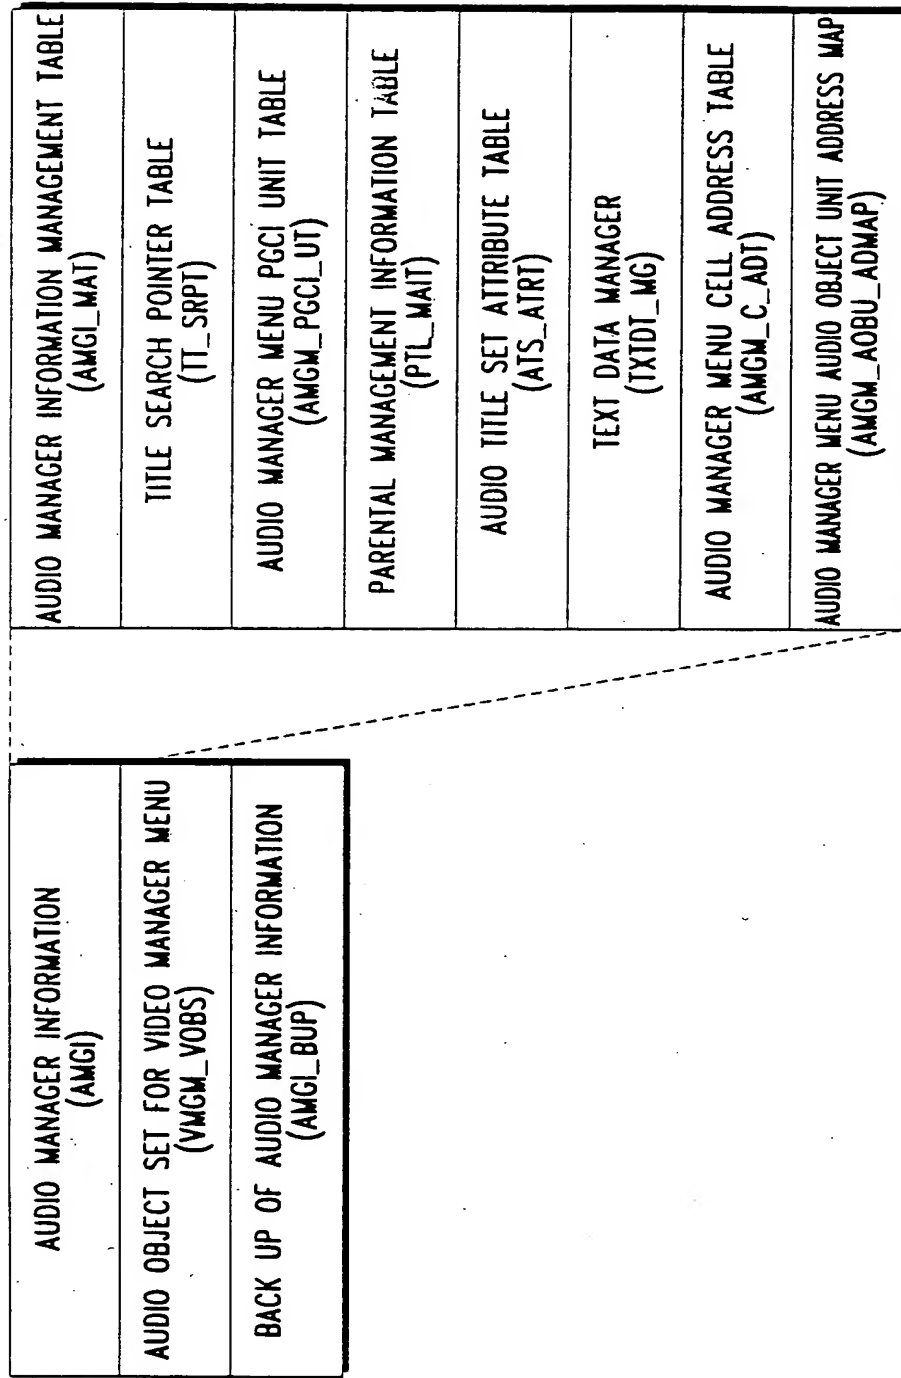 AUDIO MANAGER INFORMATION
(AMGI)
AUDIO OBJECT SET FOR VIDEO MANAGER MENU
(VMGM_VOBS)
BACK UP OF AUDIO MANAGER INFORMATION
(AMGI_BUP)
AUDIO MANAGER INFORMATION MANAGEMENT TABLE
(AMGI_MAT)
TITLE SEARCH POINTER TABLE
(TT_SRPT)
AUDIO MANAGER MENU PGCI UNIT TABLE
(AMGM_PGCI_UT)
PARENTAL MANAGEMENT INFORMATION TABLE
(PTL_MAIT)
AUDIO TITLE SET ATTRIBUTE TABLE
(ATS_ATRT)
TEXT DATA MANAGER
(TXTDT_MG)
AUDIO MANAGER MENU CELL ADDRESS TABLE
(AMGM_C_ADT)
AUDIO MANAGER MENU AUDIO OBJECT UNIT ADDRESS MAP
(AMGM_AOBU_ADMAP)